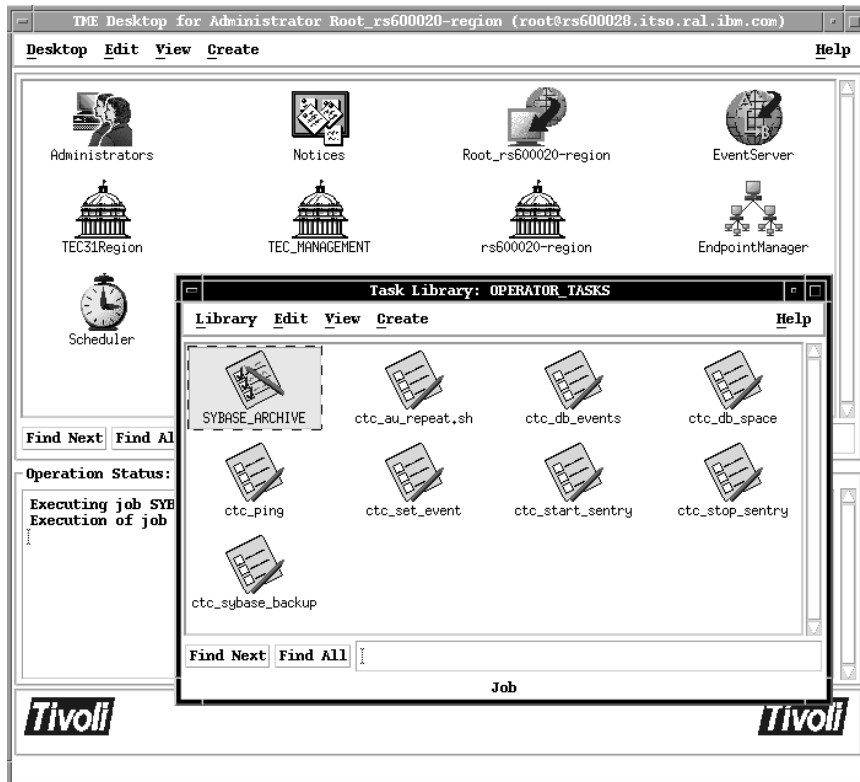 TME Desktop for Administrator Root_rs600020-region (root@rs600028.itso.ral.ibm.com)
Desktop Edit View Create Help
Administrators Notices Root_rs600020-region EventServer
TEC31Region TEC_MANAGEMENT rs600020-region EndpointManager
Scheduler
Task Library: OPERATOR_TASKS
Library Edit View Create Help
SYBASE_ARCHIVE ctc_au_repeat.sh ctc_db_events ctc_db_space
ctc_ping ctc_set_event ctc_start_sentry ctc_stop_sentry
ctc_sybase_backup
Find Next Find All
Job
Find Next Find Al
Operation Status:
Executing job SYB
Execution of job
Tivoli Tivoli